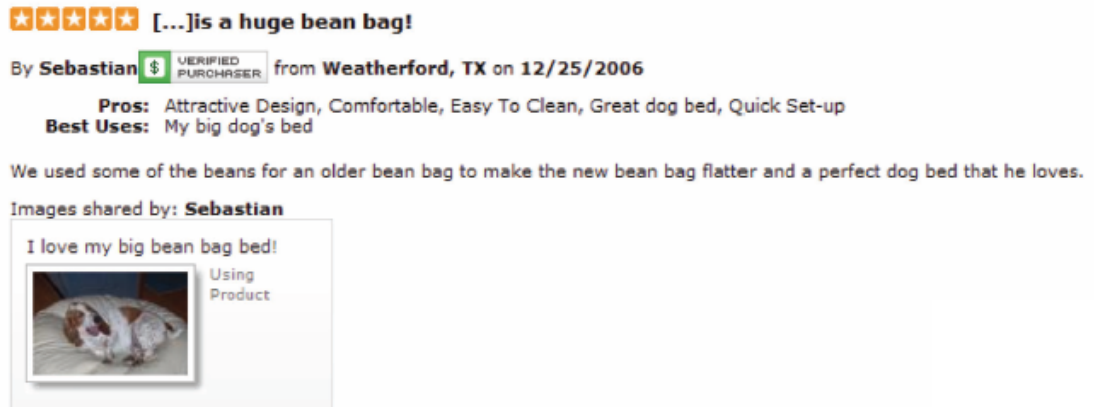 [...]is a huge bean bag!
By Sebastian $ VERIFIED PURCHASER from Weatherford, TX on 12/25/2006
Pros: Attractive Design, Comfortable, Easy To Clean, Great dog bed, Quick Set-up
Best Uses: My big dog's bed
We used some of the beans for an older bean bag to make the new bean bag flatter and a perfect dog bed that he loves.
Images shared by: Sebastian
I love my big bean bag bed!
Using
Product